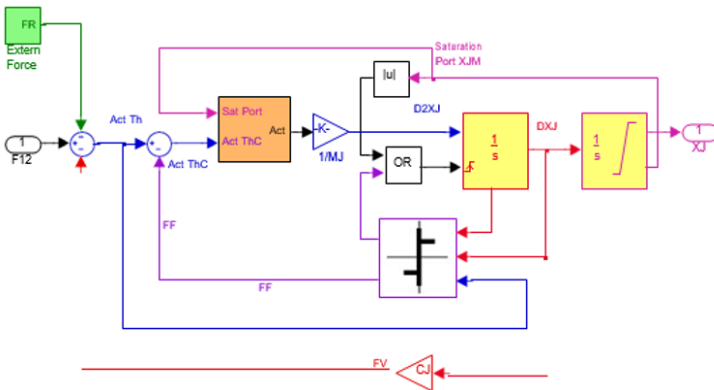 FR
Extern
Force
Saturation
Port XJM
|u|
Act Th
Sat Port
D2XJ
DXJ
1
F12
Act ThC
Act
-K-
1/MJ
1
s
1
s
1
XJ
Act ThC
OR
FF
FF
FV
CJ